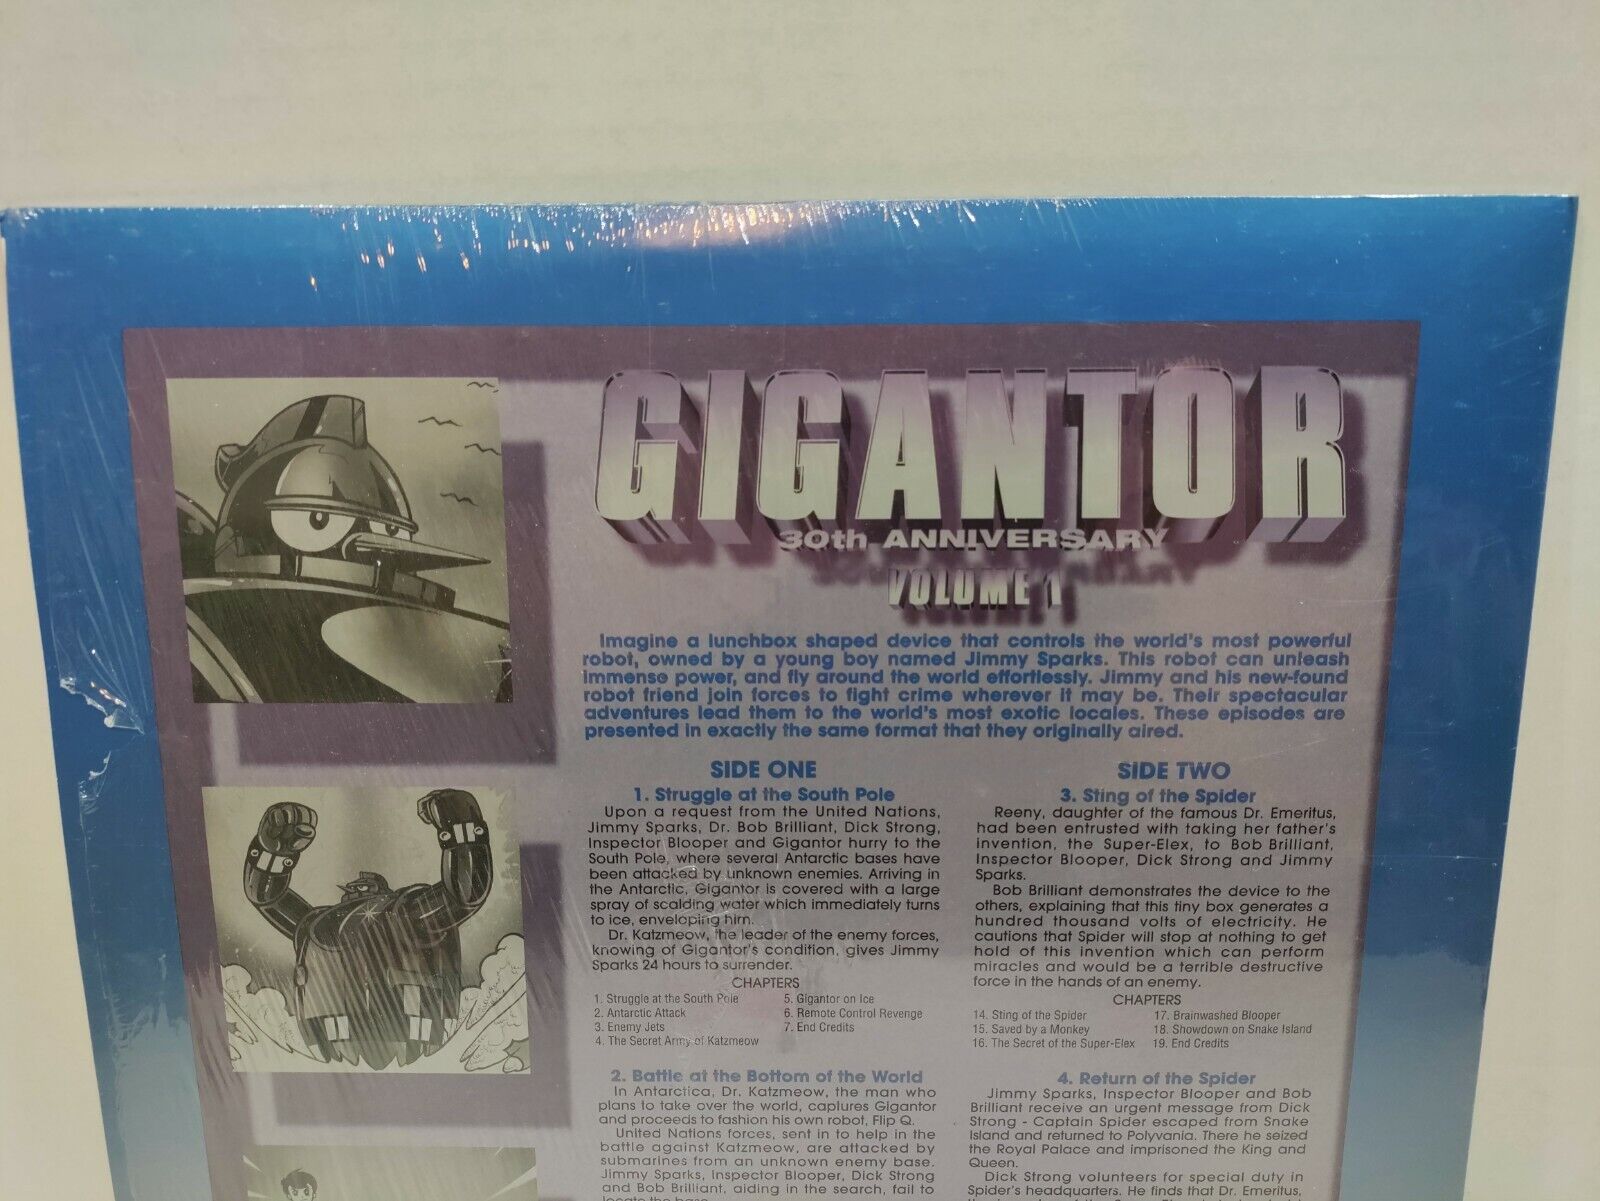 GIGANTOR
30th ANNIVERSARY
VOLUME 1
Imagine a lunchbox shaped device that controls the world's most powerful
robot, owned by a young boy named Jimmy Sparks. This robot can unleash
immense power, and fly around the world effortlessly. Jimmy and his new-found
robot friend join forces to fight crime wherever it may be. Their spectacular
adventures lead them to the world's most exotic locales. These episodes are
presented in exactly the same format that they originally aired.
SIDE ONE
1. Struggle at the South Pole
Upon a request from the United Nations,
Jimmy Sparks, Dr. Bob Brilliant, Dick Strong,
Inspector Blooper and Gigantor hurry to the
South Pole, where several Antarctic bases have
been attacked by unknown enemies. Arriving in
the Antarctic, Gigantor is covered with a large
spray of scalding water which immediately turns
to ice, enveloping him.
Dr. Katzmeow, the leader of the enemy forces,
knowing of Gigantor's condition, gives Jimmy
Sparks 24 hours to surrender.
CHAPTERS
1. Struggle at the South Pole
2. Antarctic Attack
3. Enemy Jets
4. The Secret Army of Katzmeow
5. Gigantor on Ice
6. Remote Control Revenge
7. End Credits
2. Battle at the Bottom of the World
In Antarctica, Dr. Katzmeow, the man who
plans to take over the world, captures Gigantor
and proceeds to fashion his own robot, Flip Q.
United Nations forces, sent in to help in the
battle against Katzmeow, are attacked by
submarines from an unknown enemy base.
Jimmy Sparks, Inspector Blooper, Dick Strong
and Bob Brilliant, aiding in the search, fail to
locate the base
SIDE TWO
3. Sting of the Spider
Reeny, daughter of the famous Dr. Emeritus,
had been entrusted with taking her father's
invention, the Super-Elex, to Bob Brilliant,
Inspector Blooper, Dick Strong and Jimmy
Sparks.
Bob Brilliant demonstrates the device to the
others, explaining that this tiny box generates a
hundred thousand volts of electricity. He
cautions that Spider will stop at nothing to get
hold of this invention which can perform
miracles and would be a terrible destructive
force in the hands of an enemy.
CHAPTERS
14. Sting of the Spider
15. Saved by a Monkey
16. The Secret of the Super-Elex
17. Brainwashed Blooper
18. Showdown on Snake Island
19. End Credits
4. Return of the Spider
Jimmy Sparks, Inspector Blooper and Bob
Brilliant receive an urgent message from Dick
Strong - Captain Spider escaped from Snake
Island and returned to Polyvania. There he seized
the Royal Palace and imprisoned the King and
Queen.
Dick Strong volunteers for special duty in
Spider's headquarters. He finds that Dr. Emeritus,